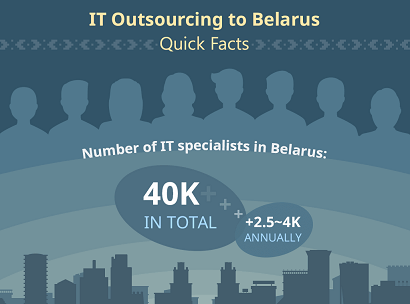 IT Outsourcing to Belarus
Quick Facts
Number of IT specialists in Belarus:
40K+
IN TOTAL
+2.5~4K
ANNUALLY